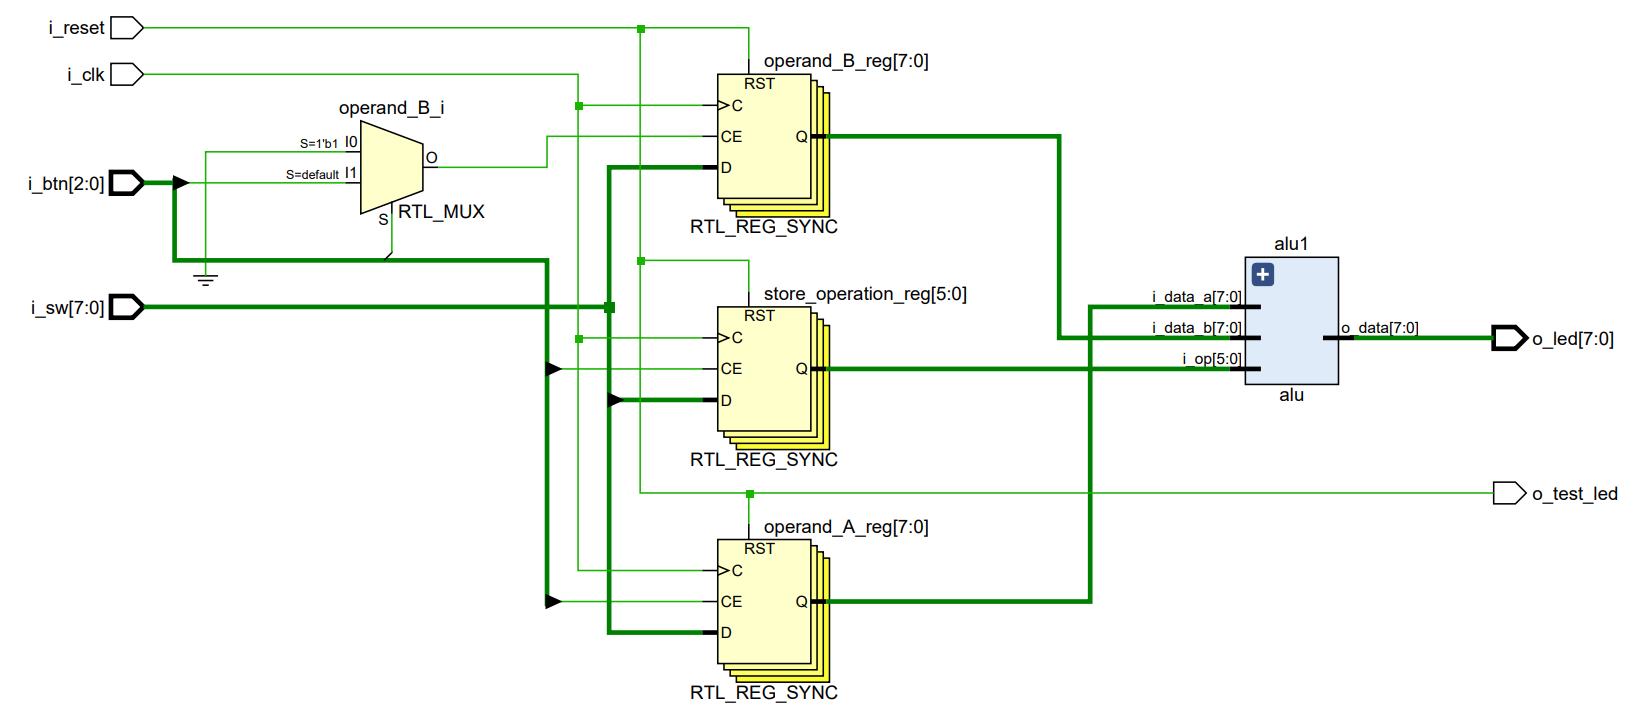 i_reset
i_clk
operand_B_i
S=1'b1 I0
S=default I1
O
S
RTL_MUX
i_btn[2:0]
i_sw[7:0]
operand_B_reg[7:0]
RST
C
CE
D
Q
RTL_REG_SYNC
store_operation_reg[5:0]
RST
C
CE
D
Q
RTL_REG_SYNC
operand_A_reg[7:0]
RST
C
CE
D
Q
RTL_REG_SYNC
alu1
i_data_a[7:0]
i_data_b[7:0]
i_op[5:0]
o_data[7:0]
alu
o_led[7:0]
o_test_led